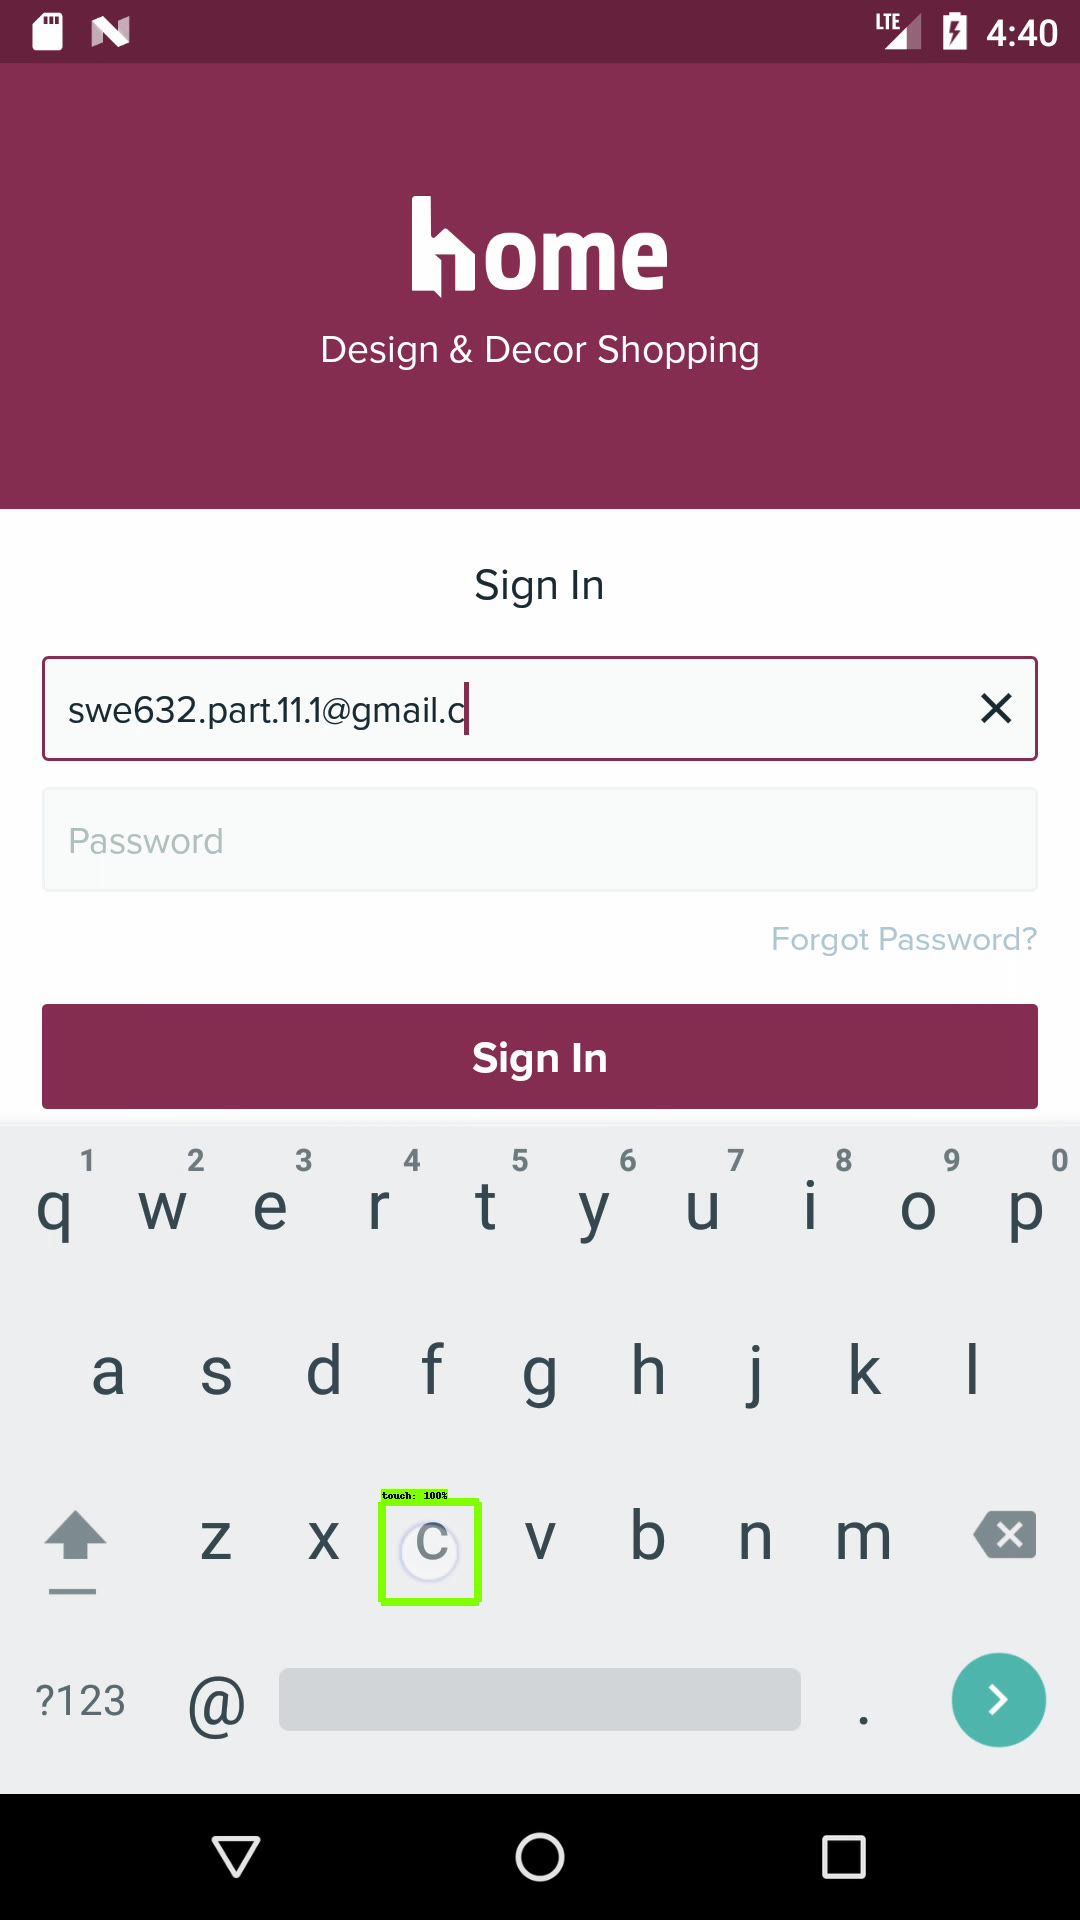 LTE 4:40
home
Design & Decor Shopping
Sign In
swe632.part.11.1@gmail.c
Password
Forgot Password?
Sign In
1 2 3 4 5 6 7 8 9 0
q w e r t y u i o p
a s d f g h j k l
touch: 100%
z x c v b n m
?123 @ .